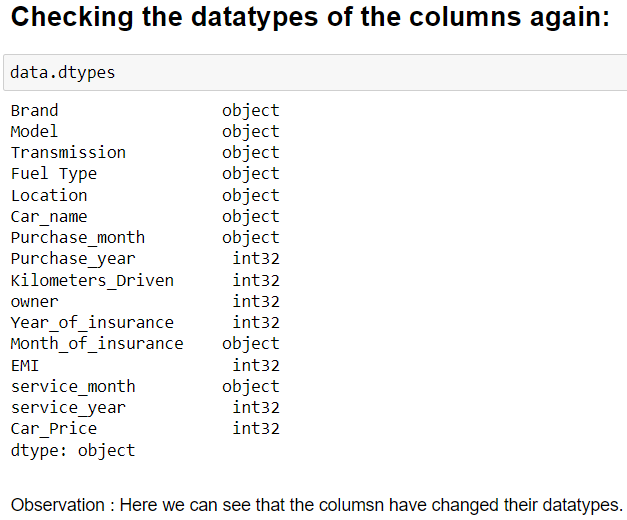 Checking the datatypes of the columns again:
data.dtypes
Brand object
Model object
Transmission object
Fuel Type object
Location object
Car_name object
Purchase_month object
Purchase_year int32
Kilometers_Driven int32
owner int32
Year_of_insurance int32
Month_of_insurance object
EMI int32
service_month object
service_year int32
Car_Price int32
dtype: object
Observation : Here we can see that the columsn have changed their datatypes.